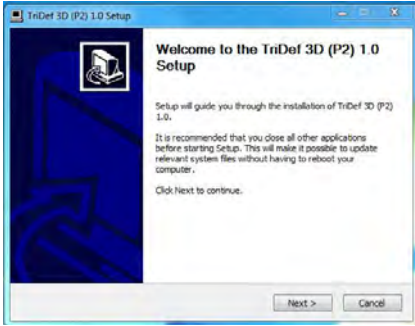 TriDef 3D (P2) 1.0 Setup
Welcome to the TriDef 3D (P2) 1.0
Setup
Setup will guide you through the installation of TriDef 3D (P2)
1.0.
It is recommended that you close all other applications
before starting Setup. This will make it possible to update
relevant system files without having to reboot your
computer.
Click Next to continue.
Next > Cancel